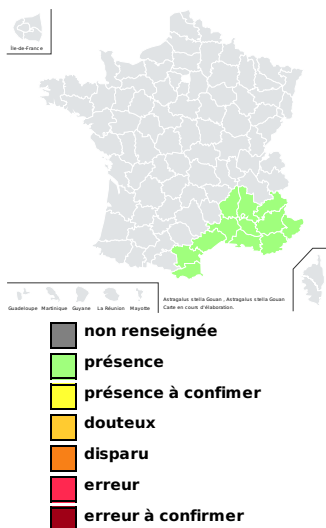 Île-de-France
Guadeloupe Martinique Guyane La Réunion Mayotte
Astragalus stella Gouan , Astragalus stella Gouan
Carte en cours d'élaboration.
non renseignée
présence
présence à confimer
douteux
disparu
erreur
erreur à confirmer